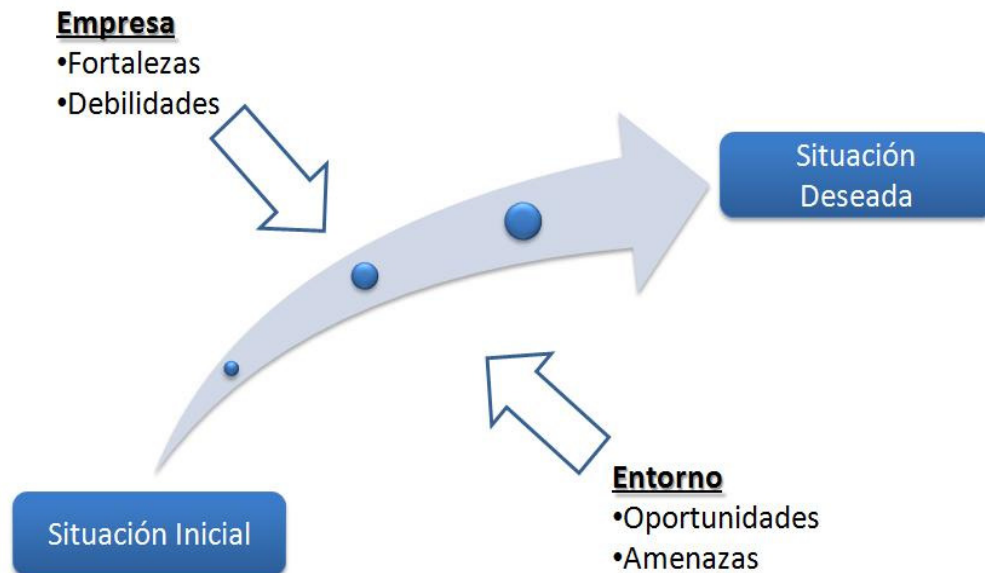 Empresa
•Fortalezas
•Debilidades
Situación
Deseada
Situación Inicial
Entorno
•Oportunidades
•Amenazas